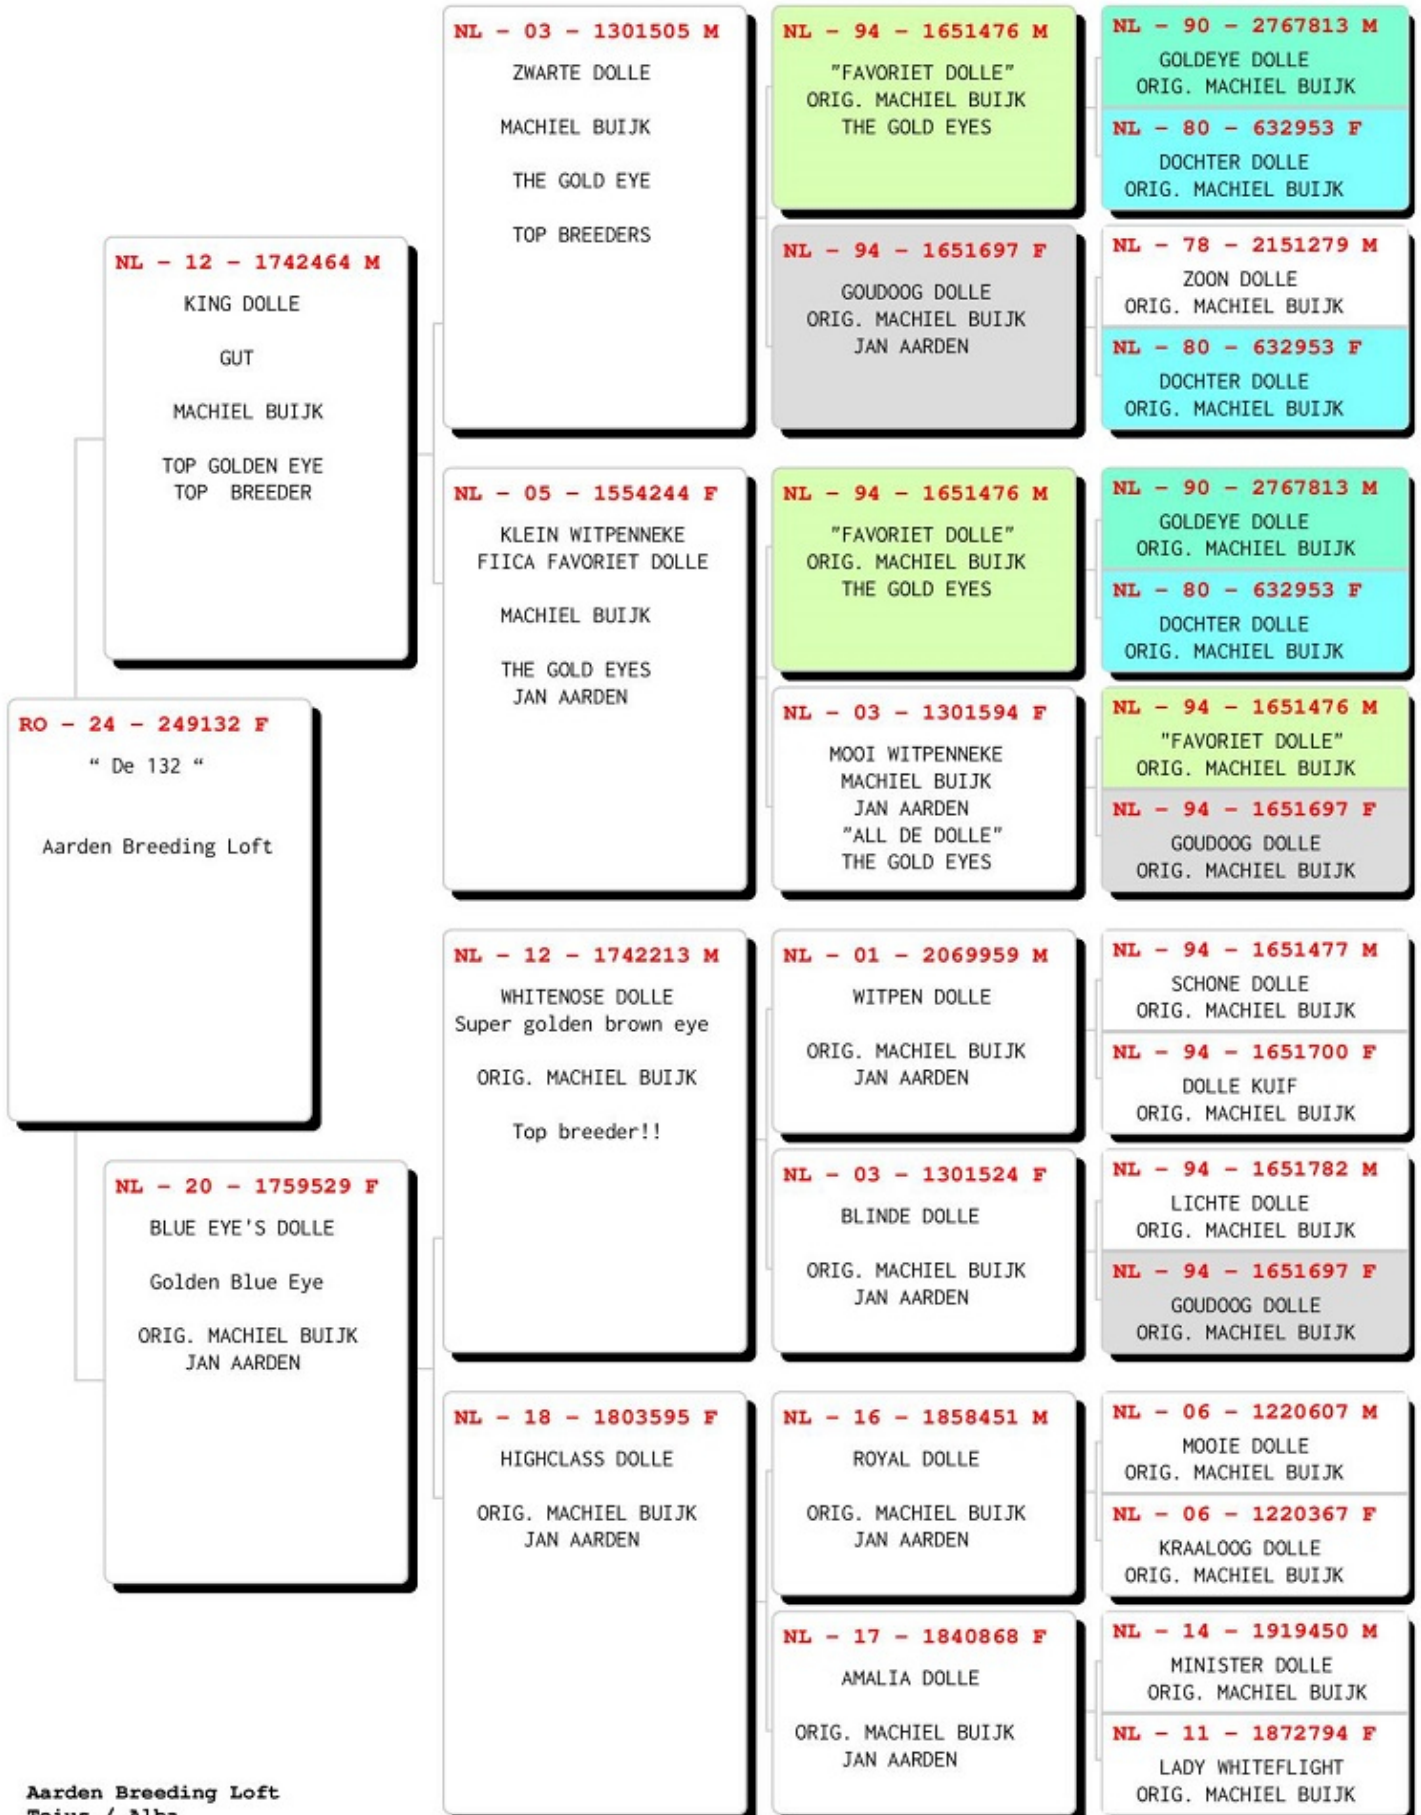 RO - 24 - 249132 F
“ De 132 “
Aarden Breeding Loft
NL - 12 - 1742464 M
KING DOLLE
GUT
MACHIEL BUIJK
TOP GOLDEN EYE
TOP BREEDER
NL - 20 - 1759529 F
BLUE EYE'S DOLLE
Golden Blue Eye
ORIG. MACHIEL BUIJK
JAN AARDEN
NL - 03 - 1301505 M
ZWARTE DOLLE
MACHIEL BUIJK
THE GOLD EYE
TOP BREEDERS
NL - 05 - 1554244 F
KLEIN WITPENNEKE
FIICA FAVORIET DOLLE
MACHIEL BUIJK
THE GOLD EYES
JAN AARDEN
NL - 12 - 1742213 M
WHITENOSE DOLLE
Super golden brown eye
ORIG. MACHIEL BUIJK
Top breeder!!
NL - 18 - 1803595 F
HIGHCLASS DOLLE
ORIG. MACHIEL BUIJK
JAN AARDEN
NL - 94 - 1651476 M
"FAVORIET DOLLE"
ORIG. MACHIEL BUIJK
THE GOLD EYES
NL - 94 - 1651697 F
GOUDOOG DOLLE
ORIG. MACHIEL BUIJK
JAN AARDEN
NL - 94 - 1651476 M
"FAVORIET DOLLE"
ORIG. MACHIEL BUIJK
THE GOLD EYES
NL - 03 - 1301594 F
MOOI WITPENNEKE
MACHIEL BUIJK
JAN AARDEN
"ALL DE DOLLE"
THE GOLD EYES
NL - 01 - 2069959 M
WITPEN DOLLE
ORIG. MACHIEL BUIJK
JAN AARDEN
NL - 03 - 1301524 F
BLINDE DOLLE
ORIG. MACHIEL BUIJK
JAN AARDEN
NL - 16 - 1858451 M
ROYAL DOLLE
ORIG. MACHIEL BUIJK
JAN AARDEN
NL - 17 - 1840868 F
AMALIA DOLLE
ORIG. MACHIEL BUIJK
JAN AARDEN
NL - 90 - 2767813 M
GOLDEYE DOLLE
ORIG. MACHIEL BUIJK
NL - 80 - 632953 F
DOCHTER DOLLE
ORIG. MACHIEL BUIJK
NL - 78 - 2151279 M
ZOON DOLLE
ORIG. MACHIEL BUIJK
NL - 80 - 632953 F
DOCHTER DOLLE
ORIG. MACHIEL BUIJK
NL - 90 - 2767813 M
GOLDEYE DOLLE
ORIG. MACHIEL BUIJK
NL - 80 - 632953 F
DOCHTER DOLLE
ORIG. MACHIEL BUIJK
NL - 94 - 1651476 M
"FAVORIET DOLLE"
ORIG. MACHIEL BUIJK
NL - 94 - 1651697 F
GOUDOOG DOLLE
ORIG. MACHIEL BUIJK
NL - 94 - 1651477 M
SCHONE DOLLE
ORIG. MACHIEL BUIJK
NL - 94 - 1651700 F
DOLLE KUIF
ORIG. MACHIEL BUIJK
NL - 94 - 1651782 M
LICHTE DOLLE
ORIG. MACHIEL BUIJK
NL - 94 - 1651697 F
GOUDOOG DOLLE
ORIG. MACHIEL BUIJK
NL - 06 - 1220607 M
MOOIE DOLLE
ORIG. MACHIEL BUIJK
NL - 06 - 1220367 F
KRAALOOG DOLLE
ORIG. MACHIEL BUIJK
NL - 14 - 1919450 M
MINISTER DOLLE
ORIG. MACHIEL BUIJK
NL - 11 - 1872794 F
LADY WHITEFLIGHT
ORIG. MACHIEL BUIJK
Aarden Breeding Loft